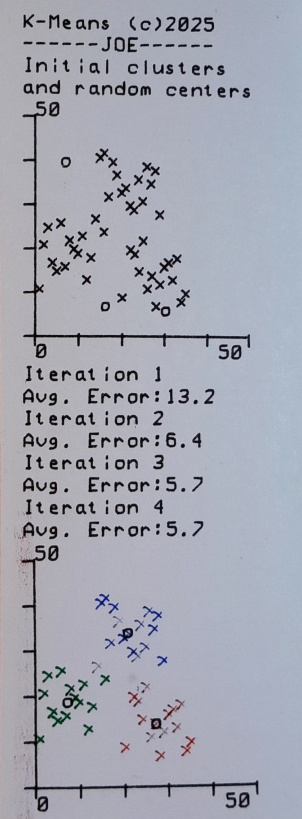 K-Means (c)2025
------JOE------
Initial clusters
and random centers
50
0 50
Iteration 1
Avg. Error:13.2
Iteration 2
Avg. Error:6.4
Iteration 3
Avg. Error:5.7
Iteration 4
Avg. Error:5.7
50
0 50